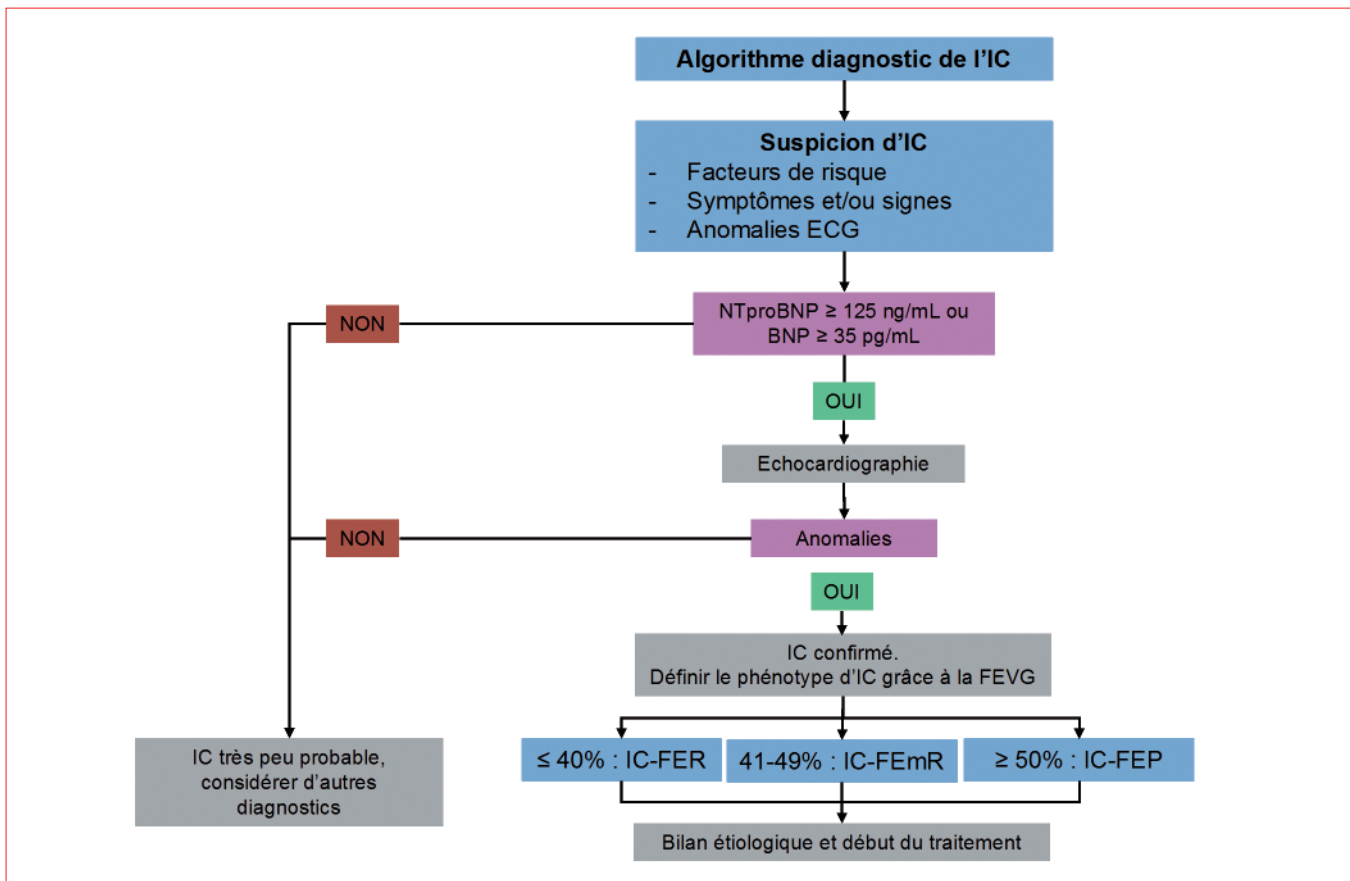 Algorithme diagnostic de l'IC
Suspicion d'IC
- Facteurs de risque
- Symptômes et/ou signes
- Anomalies ECG
NON
NTproBNP ≥ 125 ng/mL ou
BNP ≥ 35 pg/mL
OUI
Echocardiographie
NON
Anomalies
OUI
IC confirmé.
Définir le phénotype d'IC grâce à la FEVG
IC très peu probable,
considérer d'autres
diagnostics
≤ 40% : IC-FER
41-49% : IC-FEmR
≥ 50% : IC-FEP
Bilan étiologique et début du traitement